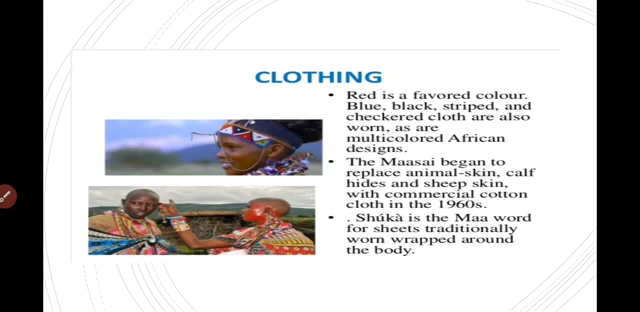 CLOTHING
• Red is a favored colour.
Blue, black, striped, and
checkered cloth are also
worn, as are
multicolored African
designs.
• The Maasai began to
replace animal-skin, calf
hides and sheep skin,
with commercial cotton
cloth in the 1960s.
• . Shúkà is the Maa word
for sheets traditionally
worn wrapped around
the body.